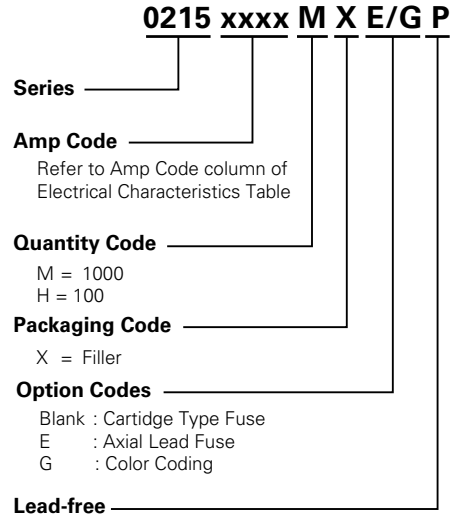 0215 xxxx M X E/G P
Series
Amp Code
Refer to Amp Code column of
Electrical Characteristics Table
Quantity Code
M = 1000
H = 100
Packaging Code
X = Filler
Option Codes
Blank : Cartidge Type Fuse
E : Axial Lead Fuse
G : Color Coding
Lead-free